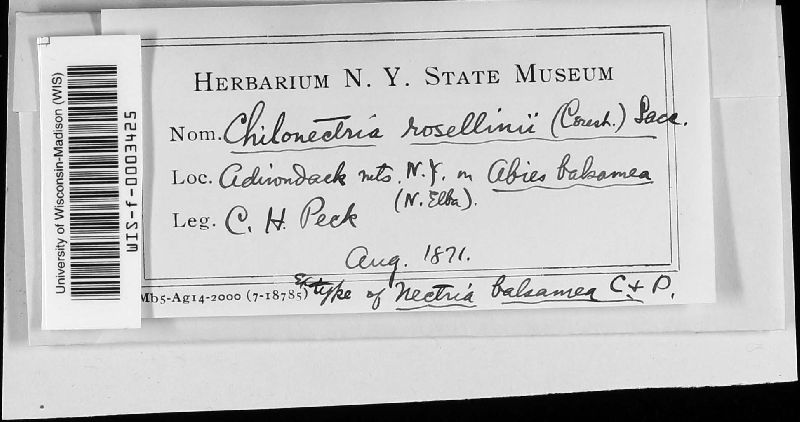 HERBARIUM N. Y. STATE MUSEUM
Nom. Chilonectria rosellinii (Ceresh.) Sacc.
Loc. Adirondack mts. N.Y. on Abies balsamea
(N. Elba).
Leg. C. H. Peck
Aug. 1871.
Mb5-Ag14-2000 (7-18785) type of Nectria balsamea C & P.
University of Wisconsin-Madison (WIS)
WIS-f-0003425